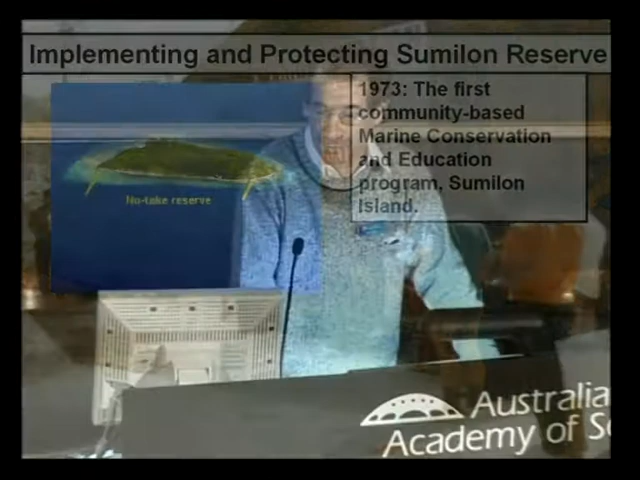 Implementing and Protecting Sumilon Reserve
1973: The first
community-based
Marine Conservation
and Education
program, Sumilon
Island.
No-take reserve
Australia
Academy of S